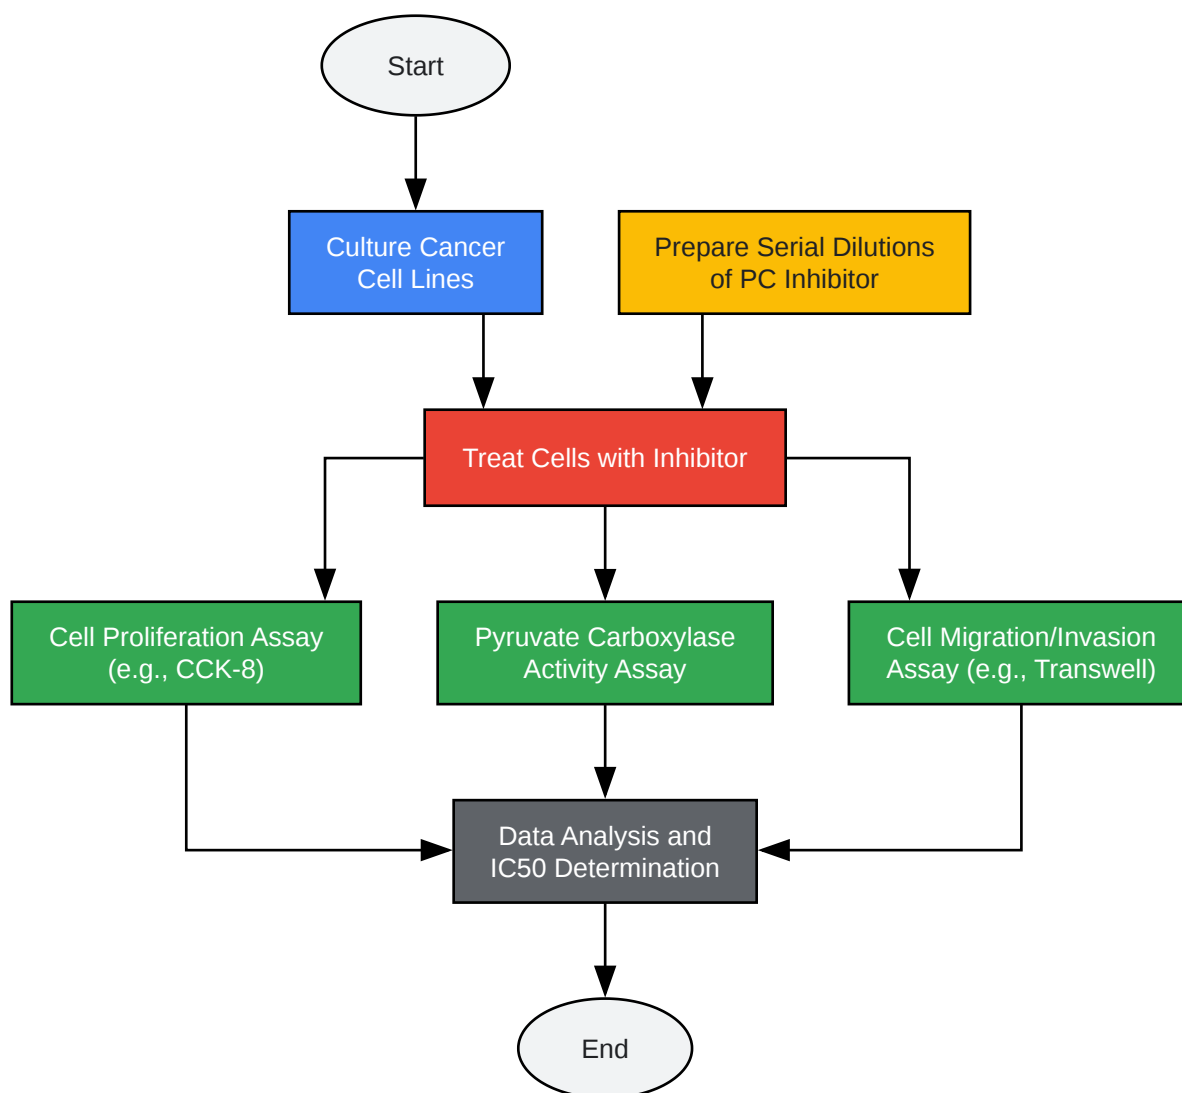 Start
Culture Cancer
Cell Lines
Prepare Serial Dilutions
of PC Inhibitor
Treat Cells with Inhibitor
Cell Proliferation Assay
(e.g., CCK-8)
Pyruvate Carboxylase
Activity Assay
Cell Migration/Invasion
Assay (e.g., Transwell)
Data Analysis and
IC50 Determination
End